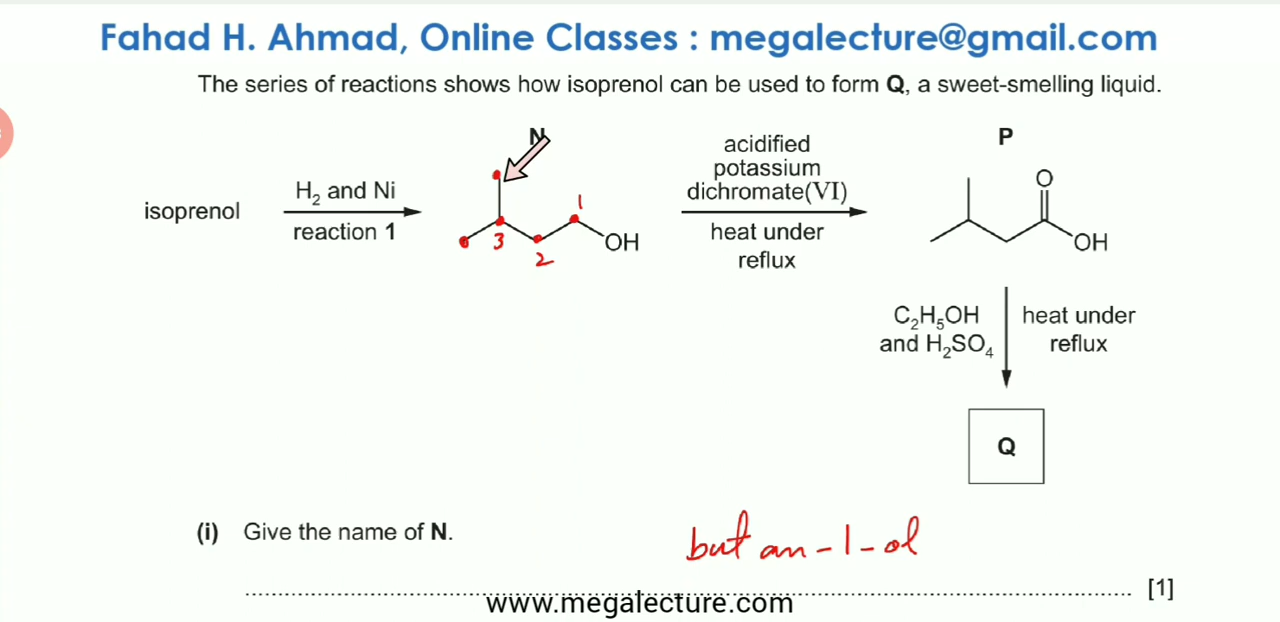 Fahad H. Ahmad, Online Classes : megalecture@gmail.com
The series of reactions shows how isoprenol can be used to form Q, a sweet-smelling liquid.
N
P
isoprenol
H₂ and Ni
reaction 1
1
2
3
OH
acidified
potassium
dichromate(VI)
heat under
reflux
O
OH
C₂H₅OH
and H₂SO₄
heat under
reflux
Q
(i) Give the name of N.
butan-1-ol
[1]
www.megalecture.com